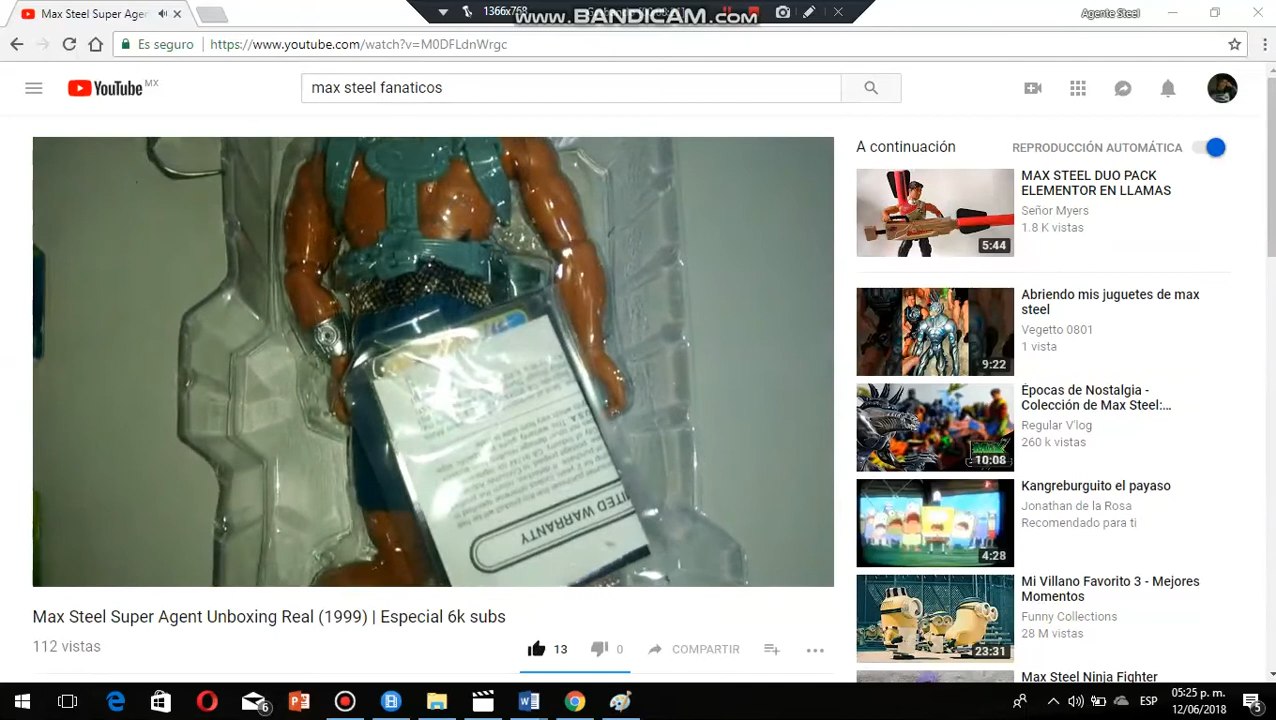 Max Steel Super Agen
1366x768
www.BANDICAM.com
Agente Steel
Es seguro
https://www.youtube.com/watch?v=M0DFLdnWrgc
YouTube MX
max steel fanaticos
A continuación
REPRODUCCIÓN AUTOMÁTICA
MAX STEEL DUO PACK
ELEMENTOR EN LLAMAS
Señor Myers
1.8 K vistas
5:44
Abriendo mis juguetes de max
steel
Vegetto 0801
1 vista
9:22
Épocas de Nostalgia -
Colección de Max Steel:...
Regular V'log
260 k vistas
10:08
Kangreburguito el payaso
Jonathan de la Rosa
Recomendado para ti
4:28
Mi Villano Favorito 3 - Mejores
Momentos
Funny Collections
28 M vistas
23:31
Max Steel Ninja Fighter
ITED WARRANTY
Max Steel Super Agent Unboxing Real (1999) | Especial 6k subs
112 vistas
13
0
COMPARTIR
6
ESP
05:25 p. m.
12/06/2018
5